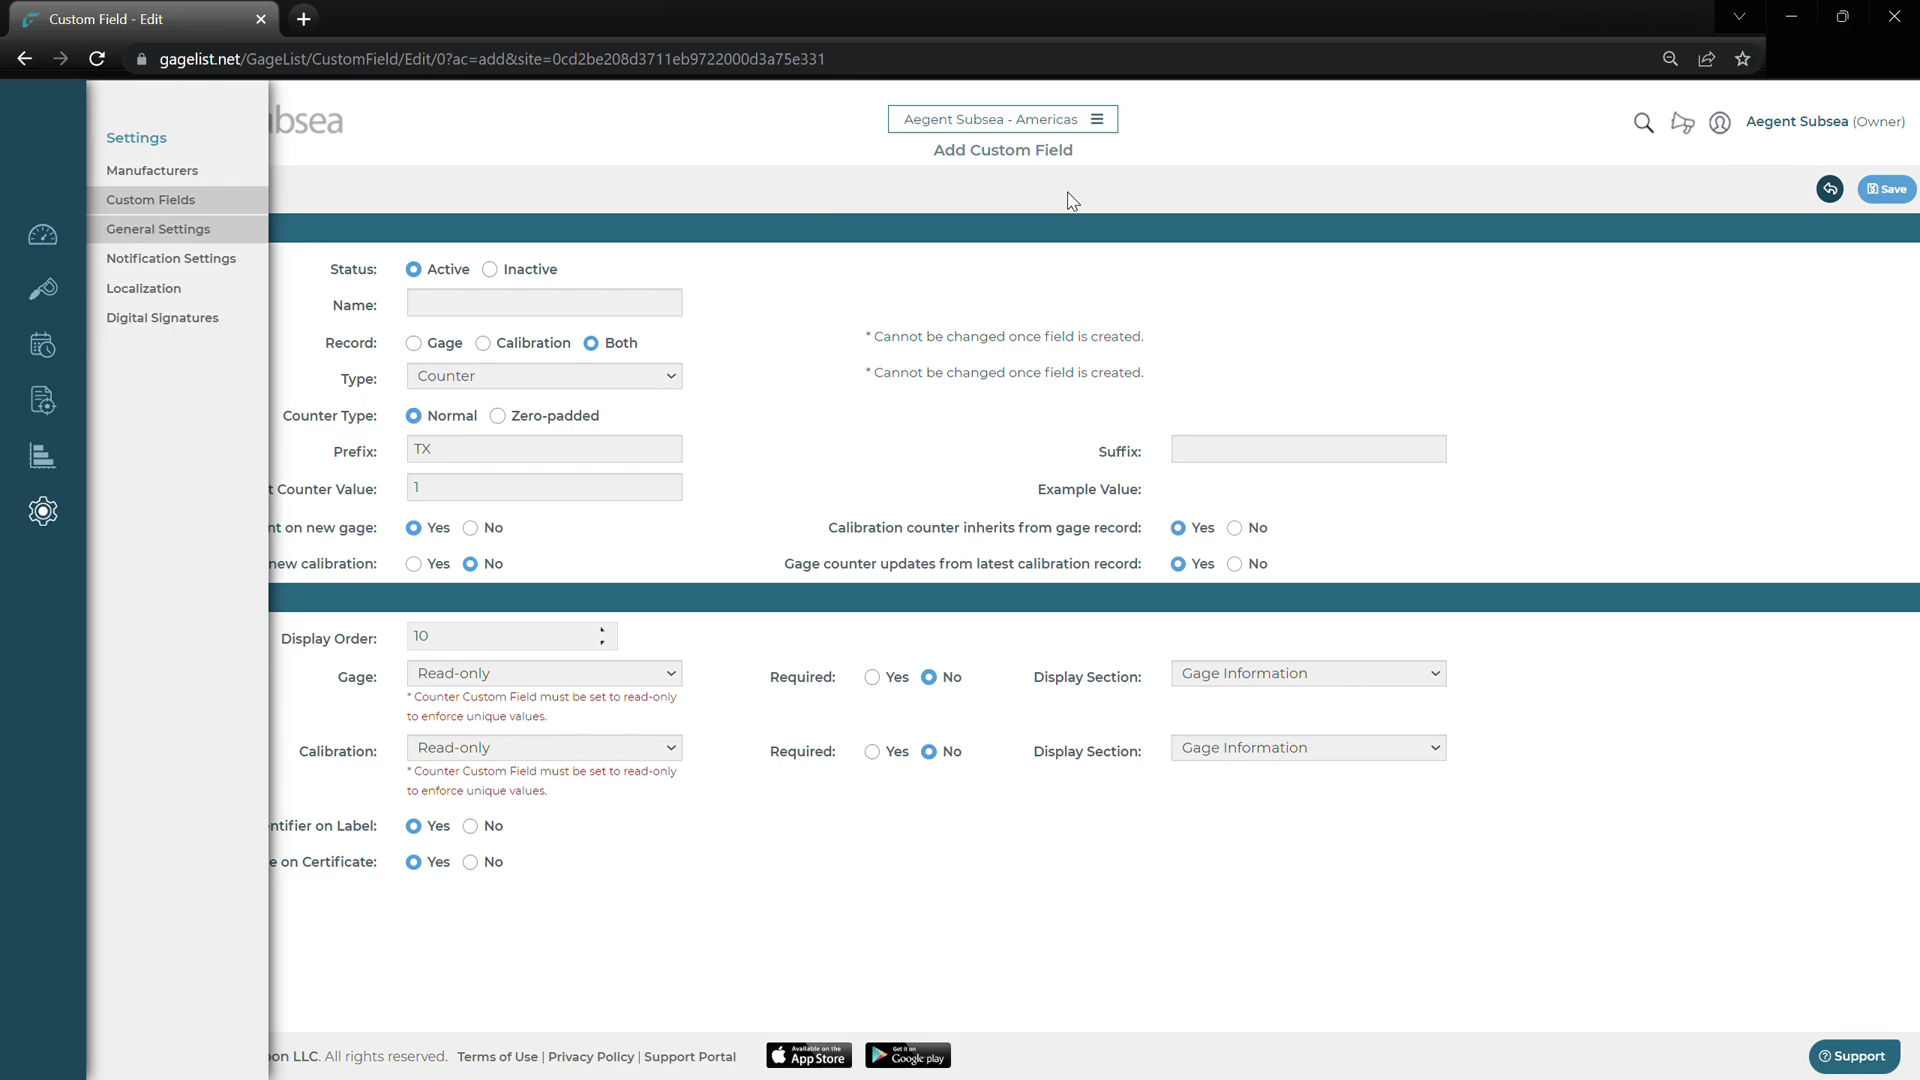 Custom Field - Edit
gagelist.net/GageList/CustomField/Edit/0?ac=add&site=0cd2be208d3711eb9722000d3a75e331
Settings
Manufacturers
Custom Fields
General Settings
Notification Settings
Localization
Digital Signatures
bsea
Aegent Subsea - Americas
Aegent Subsea (Owner)
Add Custom Field
Save
Status: Active Inactive
Name:
Record: Gage Calibration Both * Cannot be changed once field is created.
Type: Counter * Cannot be changed once field is created.
Counter Type: Normal Zero-padded
Prefix: TX Suffix:
t Counter Value: 1 Example Value:
nt on new gage: Yes No Calibration counter inherits from gage record: Yes No
new calibration: Yes No Gage counter updates from latest calibration record: Yes No
Display Order: 10
Gage: Read-only Required: Yes No Display Section: Gage Information
* Counter Custom Field must be set to read-only
to enforce unique values.
Calibration: Read-only Required: Yes No Display Section: Gage Information
* Counter Custom Field must be set to read-only
to enforce unique values.
ntifier on Label: Yes No
e on Certificate: Yes No
on LLC. All rights reserved. Terms of Use | Privacy Policy | Support Portal
Available on the
App Store
Get it on
Google play
Support